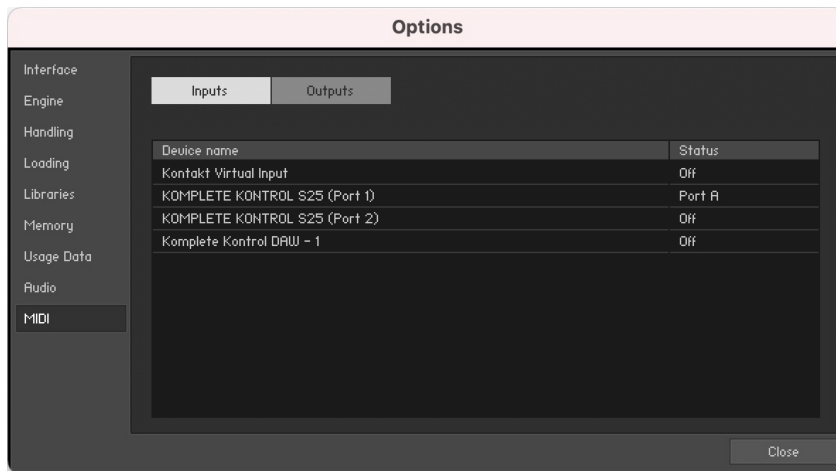 Options
Interface
Engine
Handling
Loading
Libraries
Memory
Usage Data
Audio
MIDI
Inputs Outputs
Device name Status
Kontakt Virtual Input Off
KOMPLETE KONTROL S25 (Port 1) Port A
KOMPLETE KONTROL S25 (Port 2) Off
Komplete Kontrol DAW - 1 Off
Close